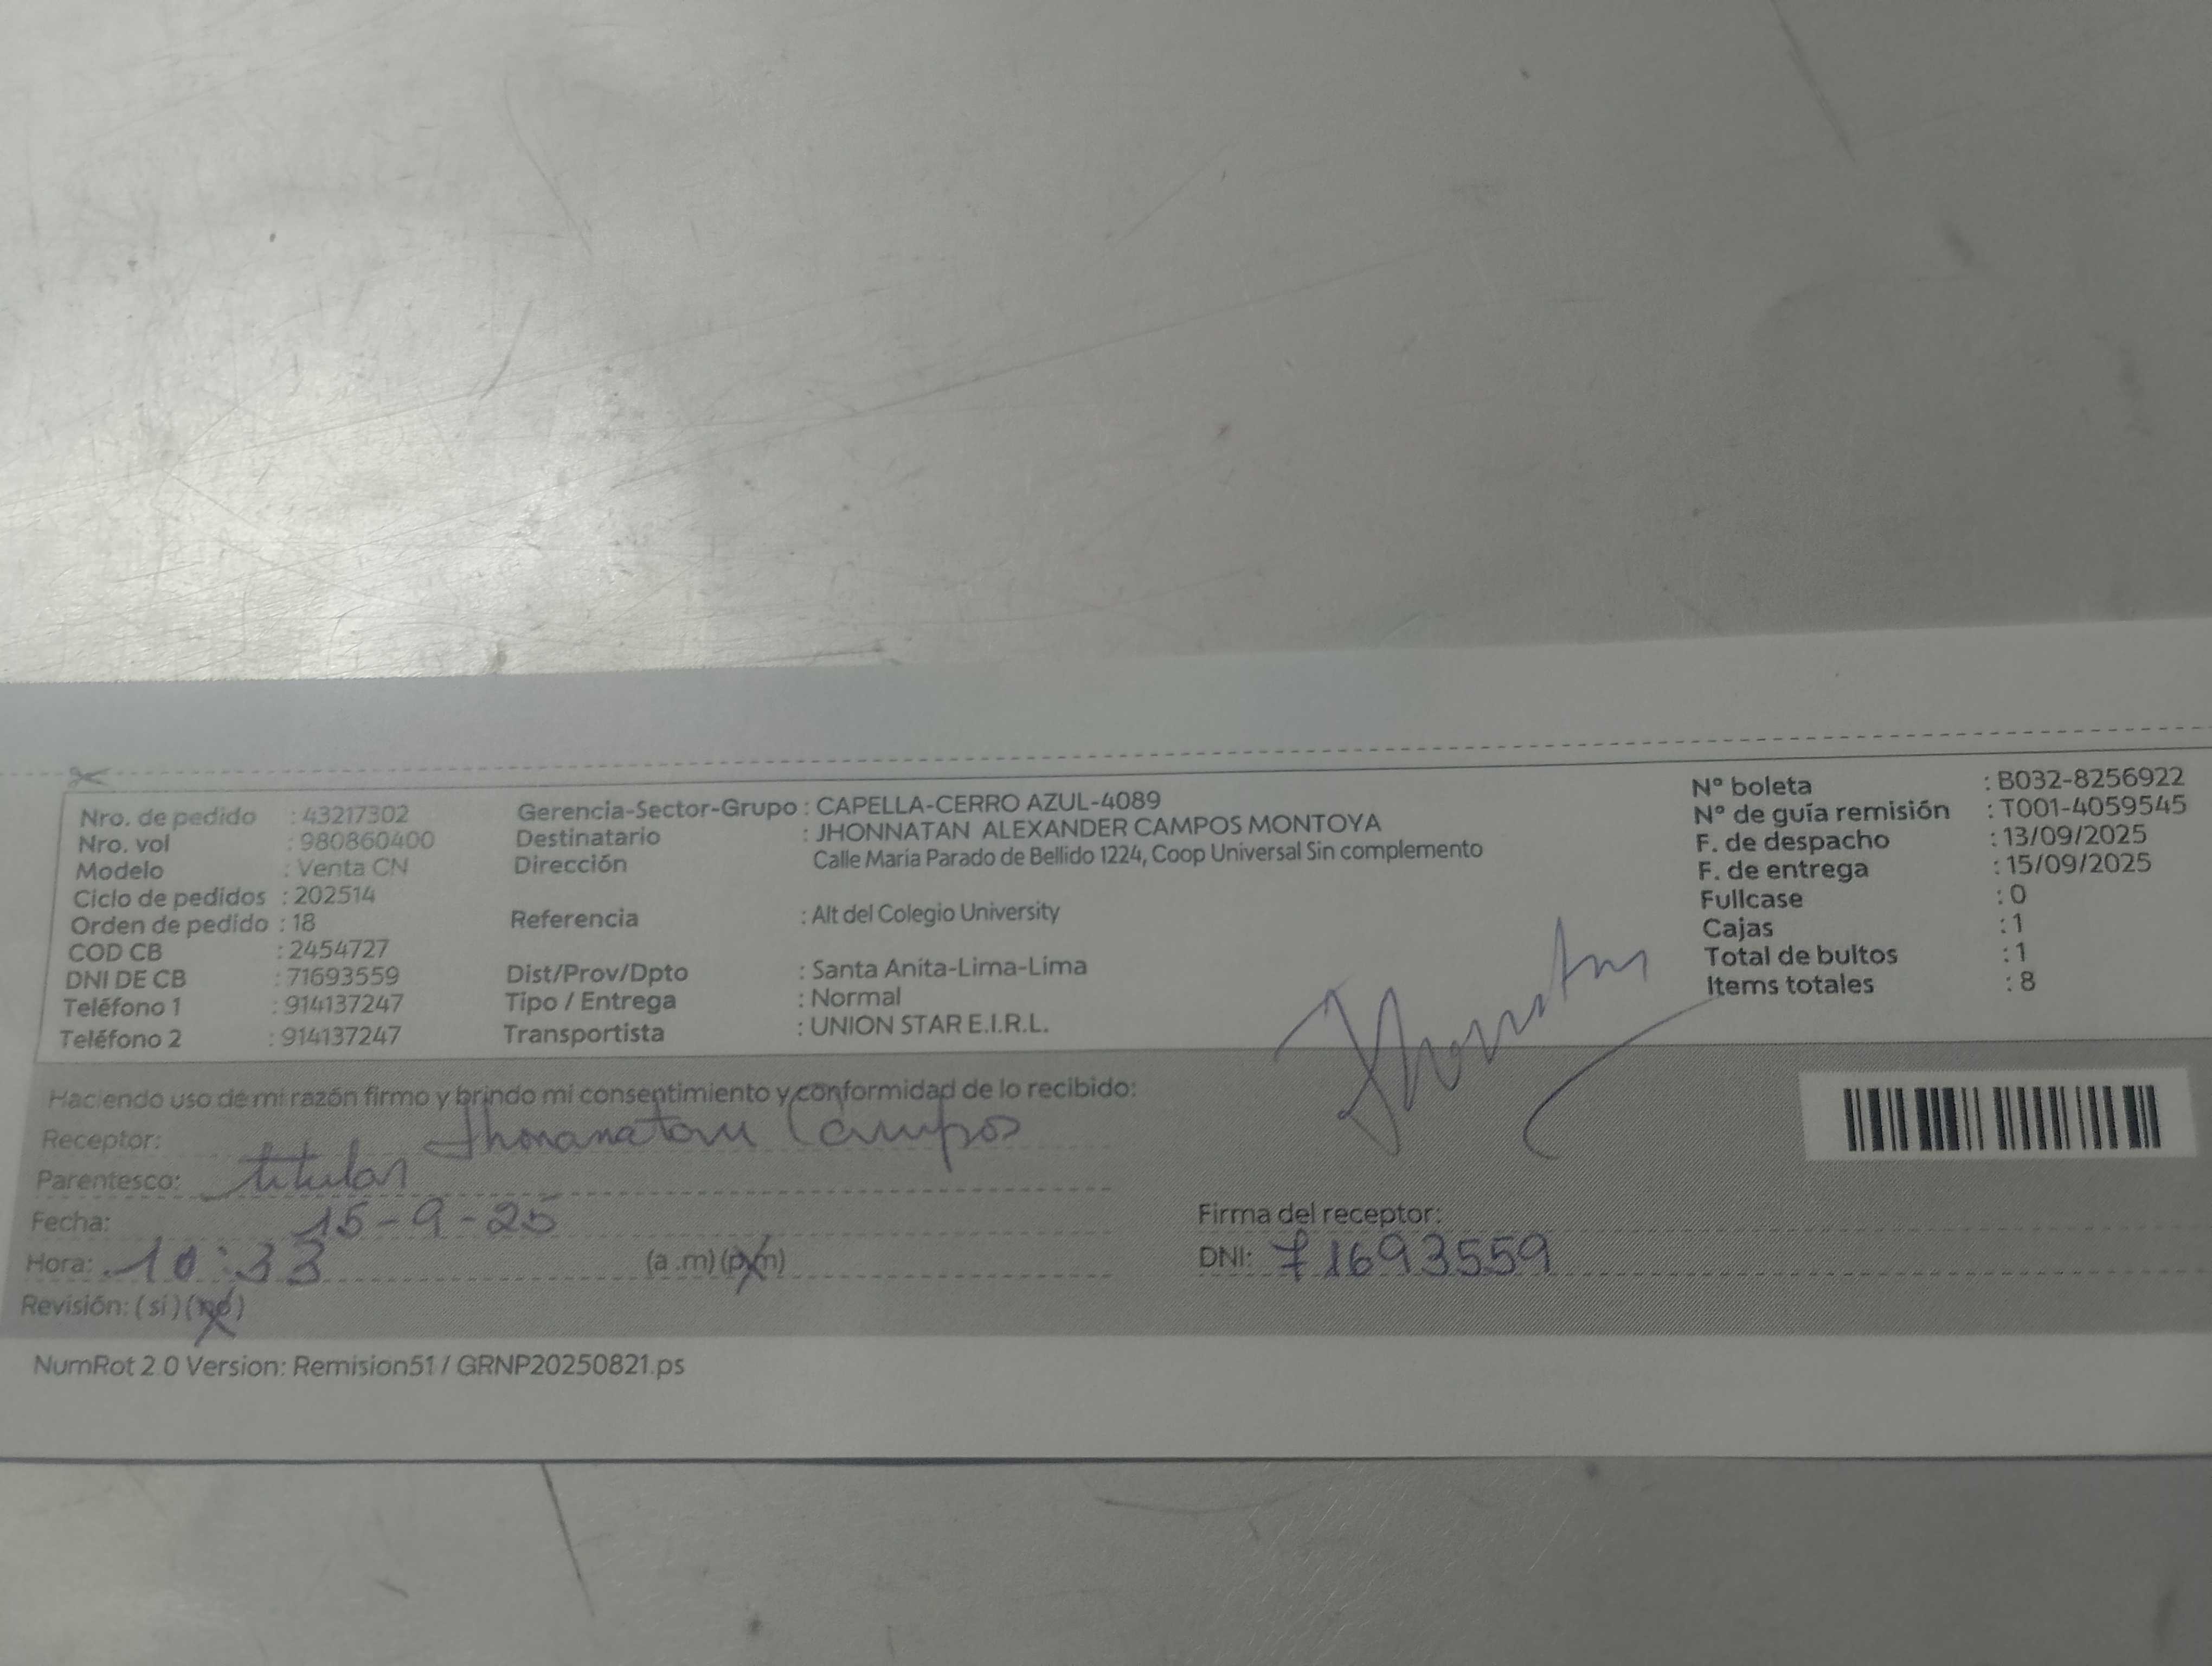 Nro. de pedido : 43217302
Nro. vol : 980860400
Modelo : Venta CN
Ciclo de pedidos : 202514
Orden de pedido : 18
COD CB : 2454727
DNI DE CB : 71693559
Teléfono 1 : 914137247
Teléfono 2 : 914137247
Gerencia-Sector-Grupo : CAPELLA-CERRO AZUL-4089
Destinatario : JHONNATAN ALEXANDER CAMPOS MONTOYA
Dirección Calle María Parado de Bellido 1224, Coop Universal Sin complemento
Referencia : Alt del Colegio University
Dist/Prov/Dpto : Santa Anita-Lima-Lima
Tipo / Entrega : Normal
Transportista : UNION STAR E.I.R.L.
Nº boleta : B032-8256922
Nº de guía remisión : T001-4059545
F. de despacho : 13/09/2025
F. de entrega : 15/09/2025
Fullcase : 0
Cajas : 1
Total de bultos : 1
Items totales : 8
Haciendo uso de mi razón firmo y brindo mi consentimiento y conformidad de lo recibido:
Receptor: Jhonanatan Campos
Parentesco: titular
Fecha: 15-9-25
Hora: 10:33 (a.m) (p.m)
Revisión: (si) (no)
Firma del receptor:
DNI: 71693559
NumRot 2.0 Version: Remision51 / GRNP20250821.ps